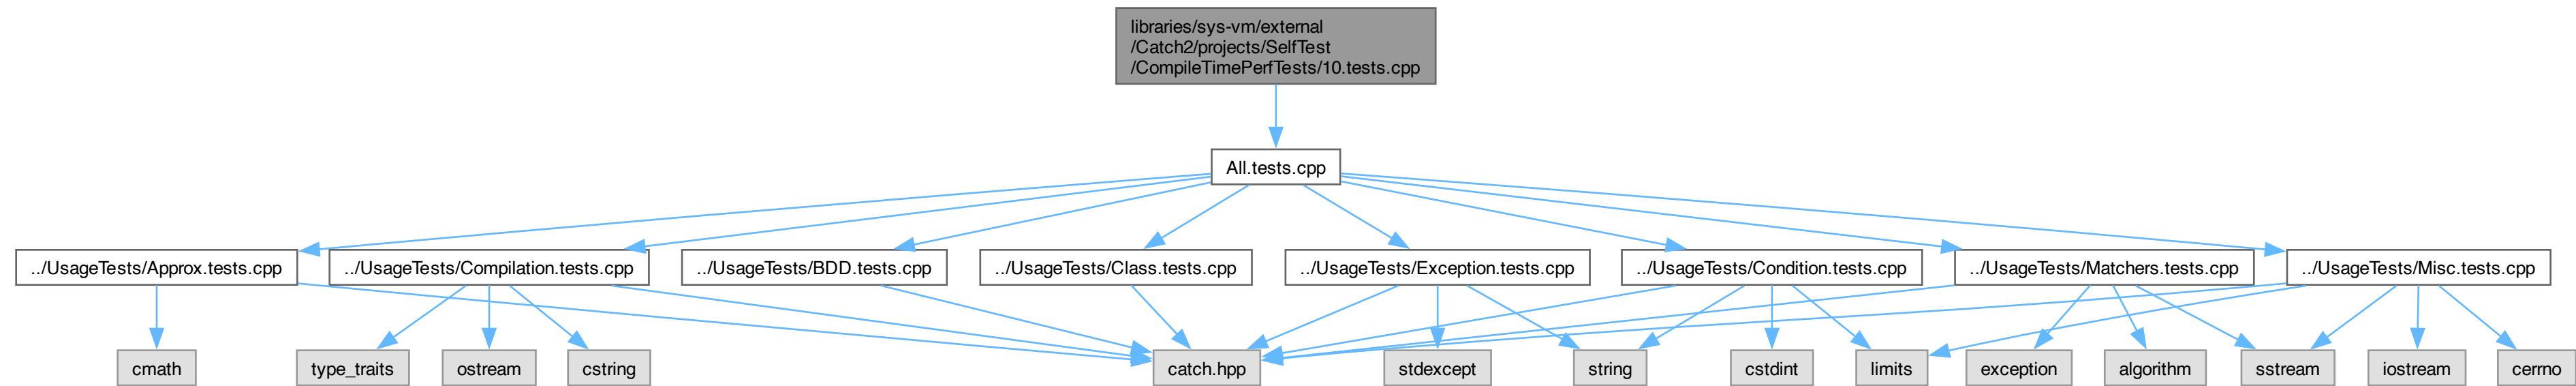 libraries/sys-vm/external
/Catch2/projects/SelfTest
/CompileTimePerfTests/10.tests.cpp
All.tests.cpp
../UsageTests/Approx.tests.cpp
../UsageTests/Compilation.tests.cpp
../UsageTests/BDD.tests.cpp
../UsageTests/Class.tests.cpp
../UsageTests/Exception.tests.cpp
../UsageTests/Condition.tests.cpp
../UsageTests/Matchers.tests.cpp
../UsageTests/Misc.tests.cpp
cmath
type_traits
ostream
cstring
catch.hpp
stdexcept
string
cstdint
limits
exception
algorithm
sstream
iostream
cerrno